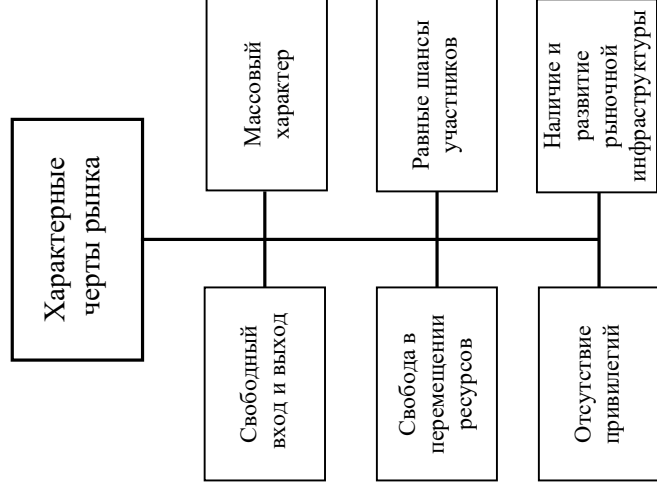 Характерные
черты рынка
Свободный
вход и выход
Массовый
характер
Свобода в
перемещении
ресурсов
Равные шансы
участников
Отсутствие
привилегий
Наличие и
развитие
рыночной
инфраструктуры